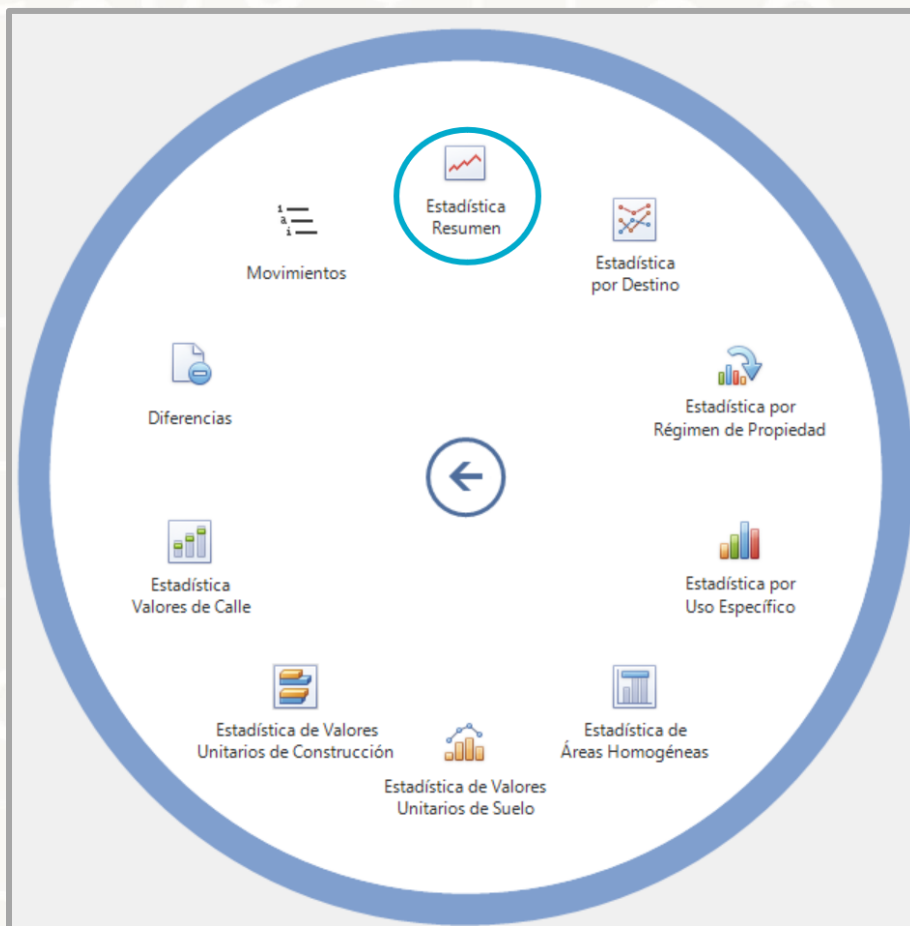 Estadística
Resumen
Estadística
por Destino
Estadística por
Régimen de Propiedad
Estadística por
Uso Específico
Estadística de
Áreas Homogéneas
Estadística de Valores
Unitarios de Suelo
Estadística de Valores
Unitarios de Construcción
Estadística
Valores de Calle
Diferencias
Movimientos